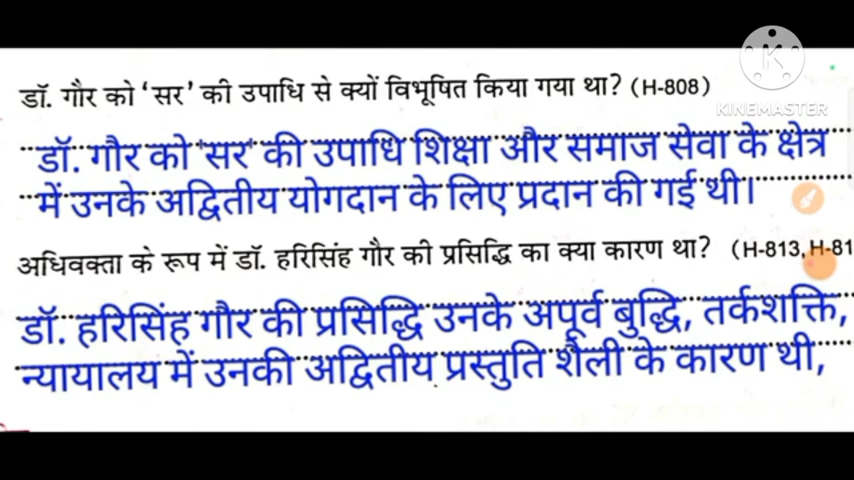 K
KINEMASTER
डॉ. गौर को 'सर' की उपाधि से क्यों विभूषित किया गया था? (H-808)
डॉ. गौर को 'सर' की उपाधि शिक्षा और समाज सेवा के क्षेत्र
में उनके अद्वितीय योगदान के लिए प्रदान की गई थी।
अधिवक्ता के रूप में डॉ. हरिसिंह गौर की प्रसिद्धि का क्या कारण था? (H-813, H-81
डॉ. हरिसिंह गौर की प्रसिद्धि उनके अपूर्व बुद्धि, तर्कशक्ति,
न्यायालय में उनकी अद्वितीय प्रस्तुति शैली के कारण थी,